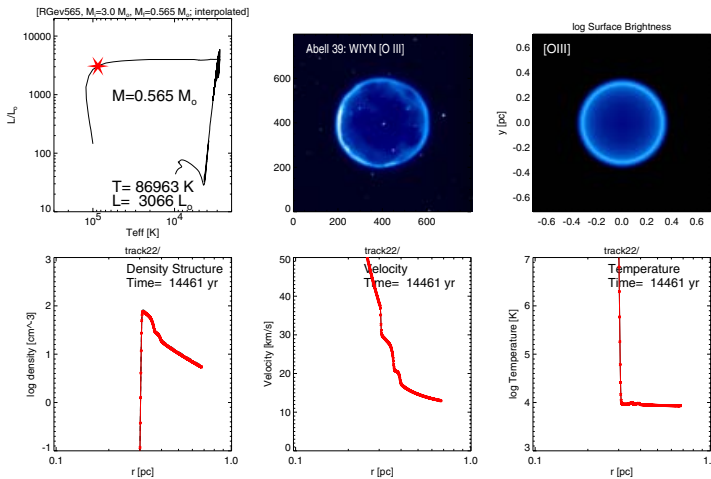 [RGev565, Mᵢ=3.0 Mₒ, M_f=0.565 Mₒ; interpolated]
10000
1000
100
10
L/Lₒ
M=0.565 Mₒ
T= 86963 K
L= 3066 Lₒ
10⁵
10⁴
Teff [K]
Abell 39: WIYN [O III]
600
400
200
0
0
200
400
600
log Surface Brightness
[OIII]
0.6
0.4
0.2
0.0
-0.2
-0.4
-0.6
y [pc]
-0.6
-0.4
-0.2
0.0
0.2
0.4
0.6
track22/
Density Structure
Time= 14461 yr
3
2
1
0
-1
log density [cm^-3]
0.1
1.0
r [pc]
track22/
Velocity
Time= 14461 yr
50
40
30
20
10
0
Velocity [km/s]
0.1
1.0
r [pc]
track22/
Temperature
Time= 14461 yr
7
6
5
4
3
log Temperature [K]
0.1
1.0
r [pc]